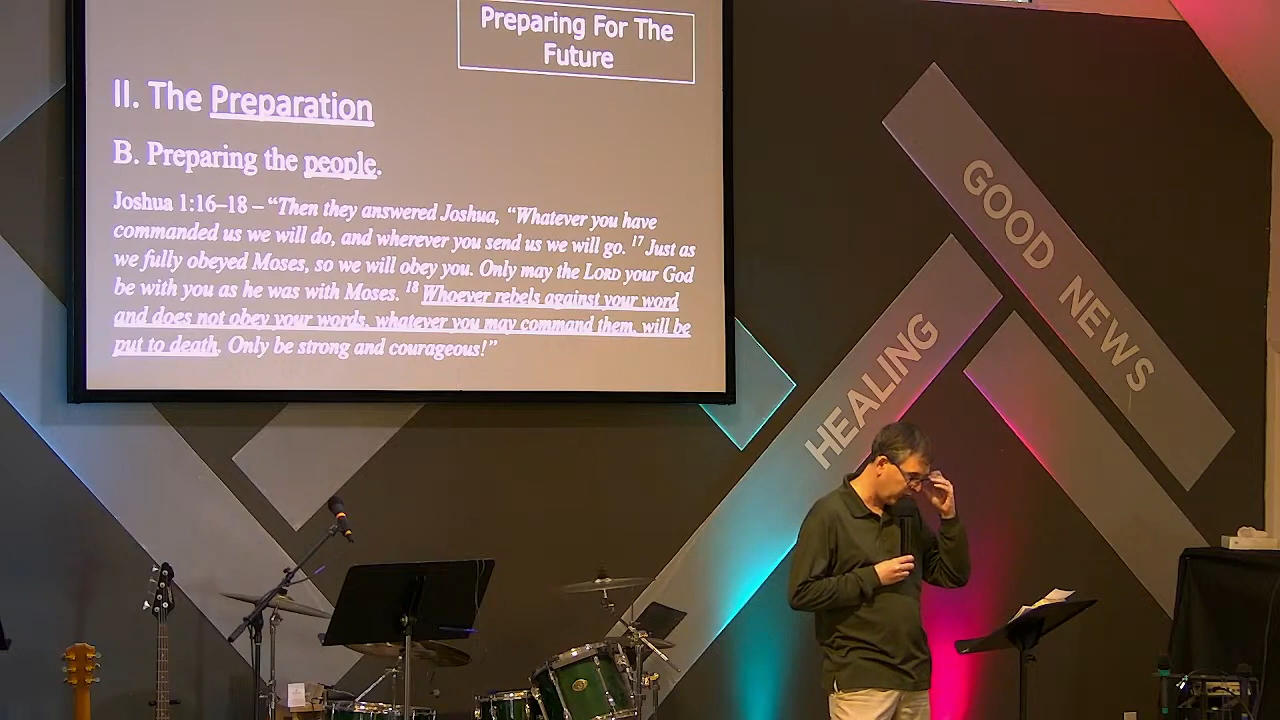 Preparing For The
Future
II. The Preparation
B. Preparing the people.
Joshua 1:16–18 – “Then they answered Joshua, “Whatever you have
commanded us we will do, and wherever you send us we will go. 17 Just as
we fully obeyed Moses, so we will obey you. Only may the LORD your God
be with you as he was with Moses. 18 Whoever rebels against your word
and does not obey your words, whatever you may command them, will be
put to death. Only be strong and courageous!”
GOOD NEWS
HEALING